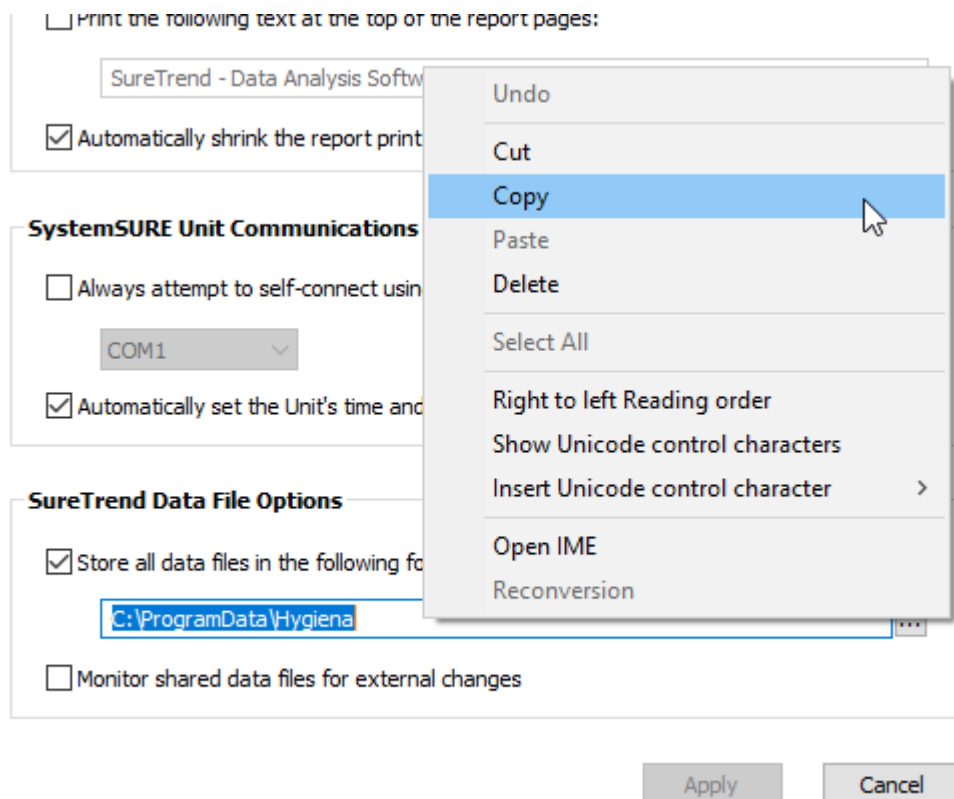 Print the following text at the top of the report pages:
SureTrend - Data Analysis Softw
Automatically shrink the report print
SystemSURE Unit Communications
Always attempt to self-connect usin
COM1
Automatically set the Unit's time and
SureTrend Data File Options
Store all data files in the following fo
C:\ProgramData\Hygiena
...
Monitor shared data files for external changes
Apply
Cancel
Undo
Cut
Copy
Paste
Delete
Select All
Right to left Reading order
Show Unicode control characters
Insert Unicode control character
Open IME
Reconversion